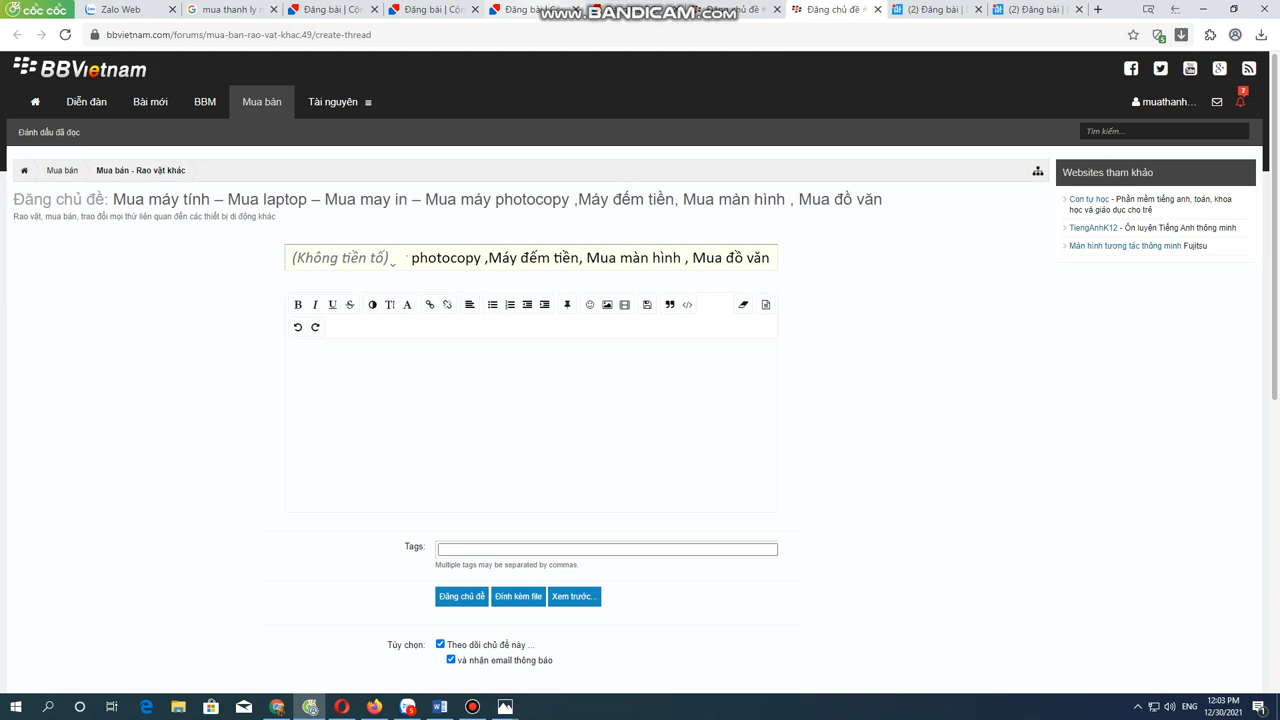 cốc cốc
Zalo Web
mua thanh lý
Đăng bài | Côn
Đăng bài | Côn
Đăng bài
www.BANDICAM.com
chủ đề
Đăng chủ đề
(2) Đăng bài |
(2) Đăng bài |
bbvietnam.com/forums/mua-ban-rao-vat-khac.49/create-thread
BBVietnam
Diễn đàn
Bài mới
BBM
Mua bán
Tài nguyên
muathanh...
2
Đánh dấu đã đọc
Tìm kiếm...
Mua bán
Mua bán - Rao vặt khác
Websites tham khảo
Đăng chủ đề: Mua máy tính – Mua laptop – Mua may in – Mua máy photocopy ,Máy đếm tiền, Mua màn hình , Mua đồ văn
Rao vặt, mua bán, trao đổi mọi thứ liên quan đến các thiết bị di động khác
Con tự học - Phần mềm tiếng anh, toán, khoa
học và giáo dục cho trẻ
TiengAnhK12 - Ôn luyện Tiếng Anh thông minh
Màn hình tương tác thông minh Fujitsu
(Không tiền tố)
photocopy ,Máy đếm tiền, Mua màn hình , Mua đồ văn
Tags:
Multiple tags may be separated by commas.
Đăng chủ đề
Đính kèm file
Xem trước...
Tùy chọn:
Theo dõi chủ đề này ...
và nhận email thông báo
5
ENG
12:03 PM
12/30/2021
1